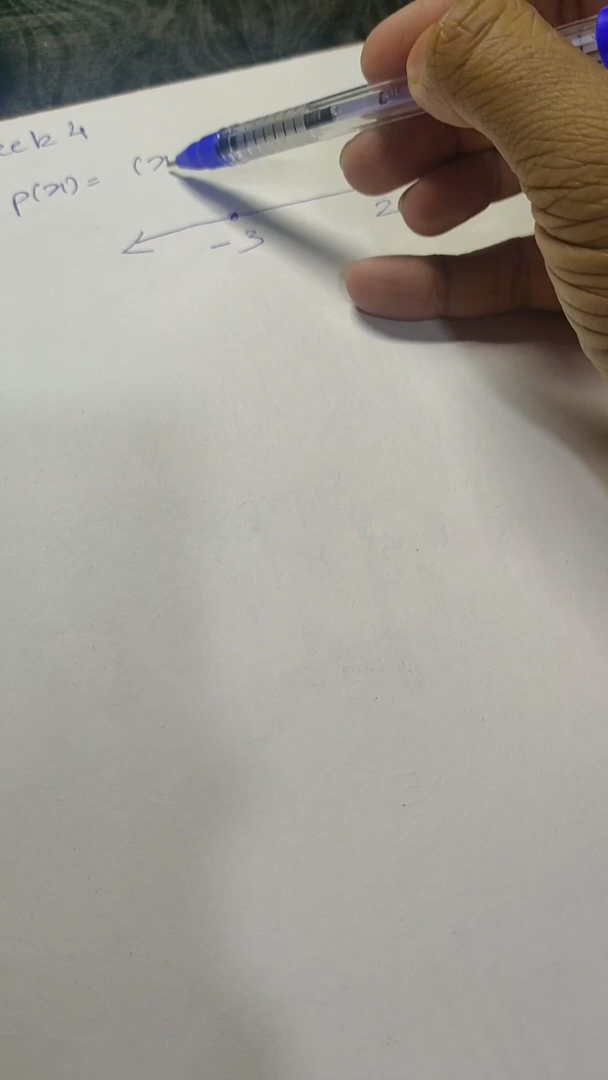 eek 4
p(x) = (x
-3 2